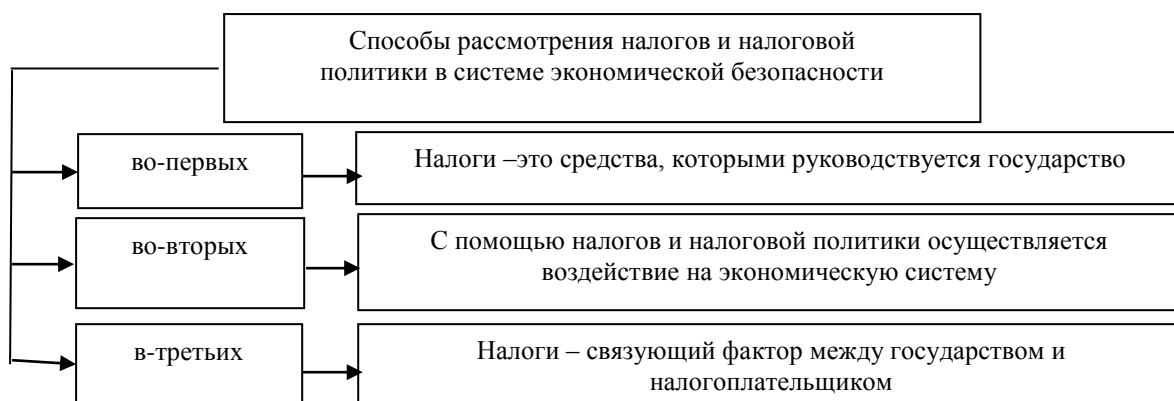 Способы рассмотрения налогов и налоговой
политики в системе экономической безопасности
во-первых
Налоги –это средства, которыми руководствуется государство
во-вторых
С помощью налогов и налоговой политики осуществляется
воздействие на экономическую систему
в-третьих
Налоги – связующий фактор между государством и
налогоплательщиком